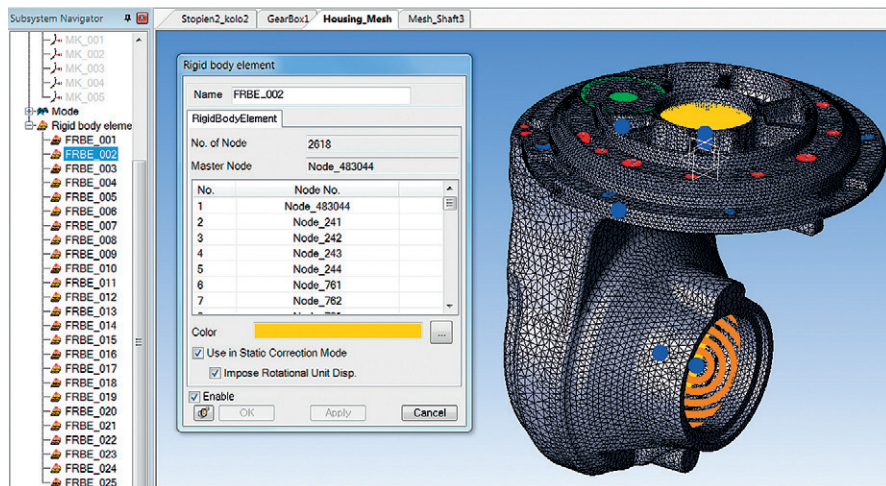 Subsystem Navigator
MK_001
MK_002
MK_003
MK_004
MK_005
Mode
Rigid body eleme
FRBE_001
FRBE_002
FRBE_003
FRBE_004
FRBE_005
FRBE_006
FRBE_007
FRBE_008
FRBE_009
FRBE_010
FRBE_011
FRBE_012
FRBE_013
FRBE_014
FRBE_015
FRBE_016
FRBE_017
FRBE_018
FRBE_019
FRBE_020
FRBE_021
FRBE_022
FRBE_023
FRBE_024
FRBE_025
Stopien2_kolo2 GearBox1 Housing_Mesh Mesh_Shaft3
Rigid body element
Name FRBE_002
RigidBodyElement
No. of Node 2618
Master Node Node_483044
No. Node No.
1 Node_483044
2 Node_241
3 Node_242
4 Node_243
5 Node_244
6 Node_761
7 Node_762
Color ...
Use in Static Correction Mode
Impose Rotational Unit Disp.
Enable
OK Apply Cancel